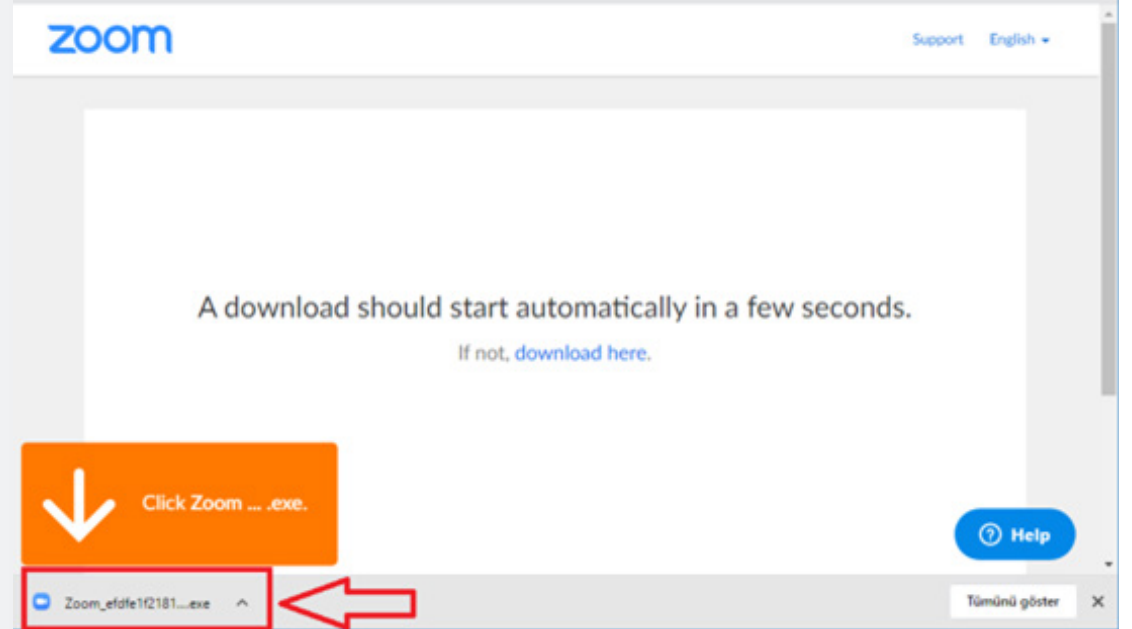 zoom
Support English
A download should start automatically in a few seconds.
If not, download here.
Click Zoom ... .exe.
Help
Zoom_efdfe1f2181....exe
Tümünü göster